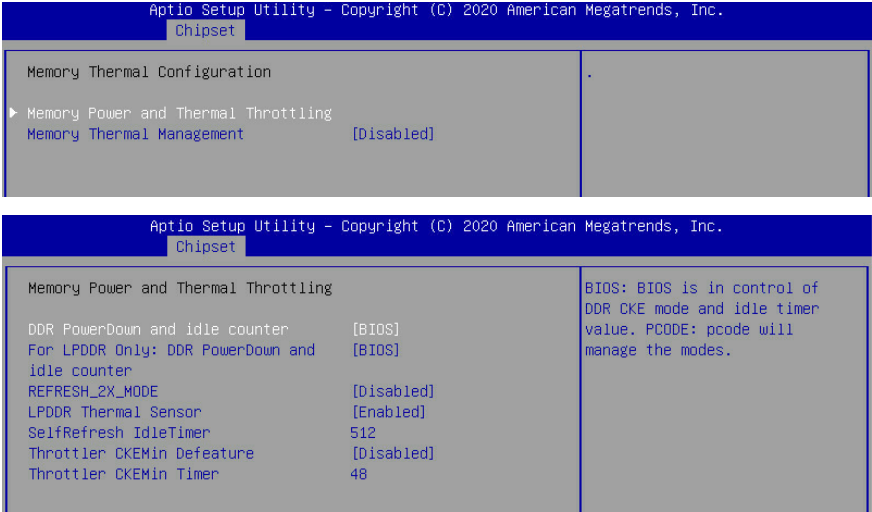 Aptio Setup Utility – Copyright (C) 2020 American Megatrends, Inc.
Chipset
Memory Thermal Configuration
.
Memory Power and Thermal Throttling
Memory Thermal Management [Disabled]
Aptio Setup Utility – Copyright (C) 2020 American Megatrends, Inc.
Chipset
Memory Power and Thermal Throttling
DDR PowerDown and idle counter [BIOS]
For LPDDR Only: DDR PowerDown and [BIOS]
idle counter
REFRESH_2X_MODE [Disabled]
LPDDR Thermal Sensor [Enabled]
SelfRefresh IdleTimer 512
Throttler CKEMin Defeature [Disabled]
Throttler CKEMin Timer 48
BIOS: BIOS is in control of
DDR CKE mode and idle timer
value. PCODE: pcode will
manage the modes.